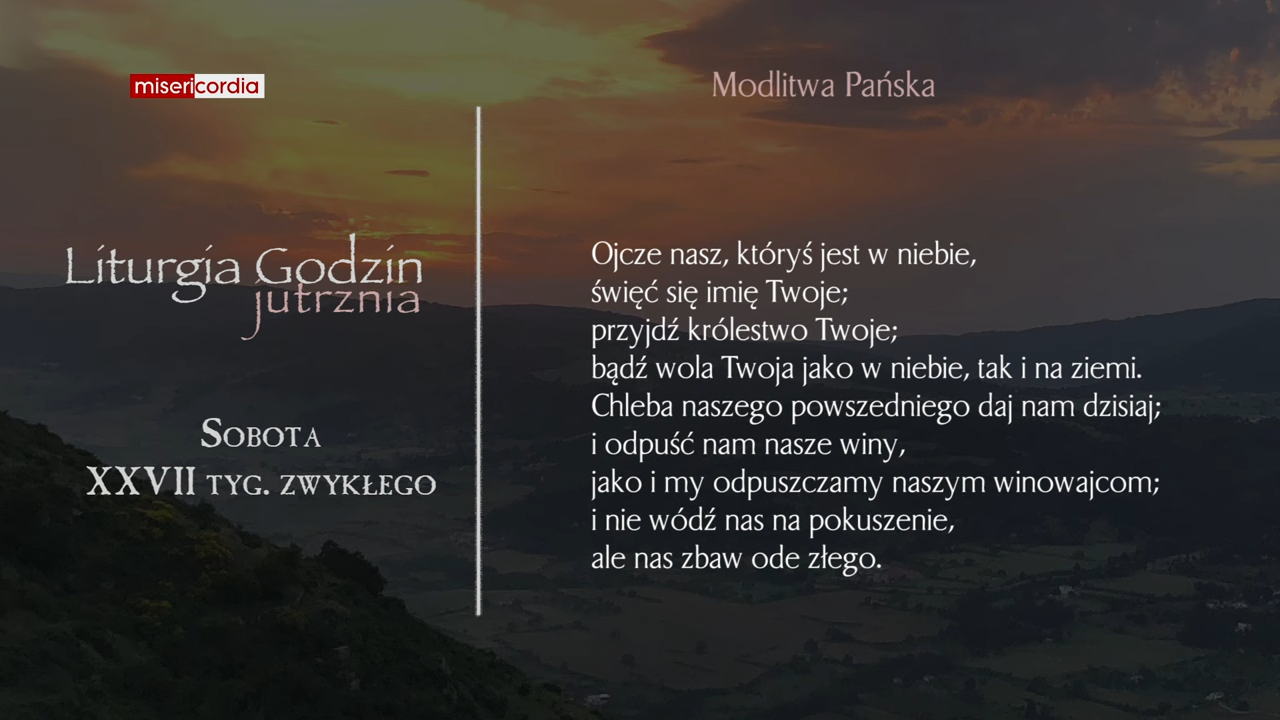 misericordia
Liturgia Godzin
jutrznia
Sobota
XXVII tyg. zwykłego
Modlitwa Pańska
Ojcze nasz, któryś jest w niebie,
święć się imię Twoje;
przyjdź królestwo Twoje;
bądź wola Twoja jako w niebie, tak i na ziemi.
Chleba naszego powszedniego daj nam dzisiaj;
i odpuść nam nasze winy,
jako i my odpuszczamy naszym winowajcom;
i nie wódź nas na pokuszenie,
ale nas zbaw ode złego.